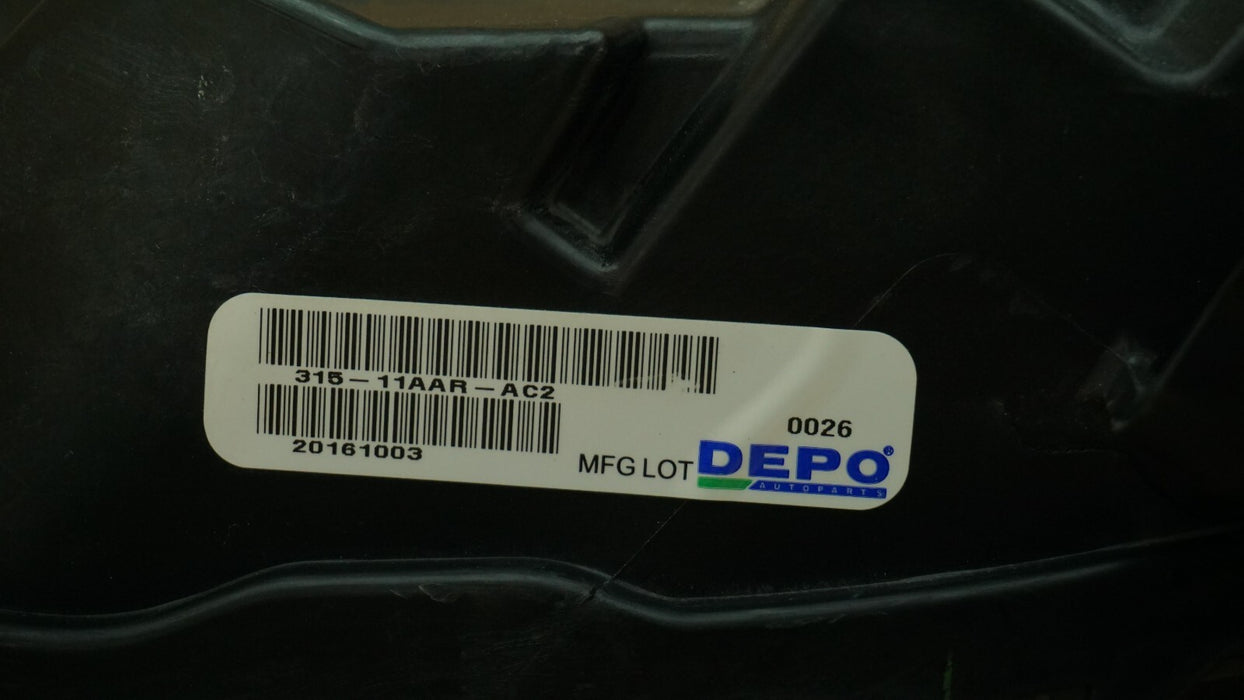 315-11AAR-AC2
20161003
0026
MFG LOT DEPO®
AUTOPARTS